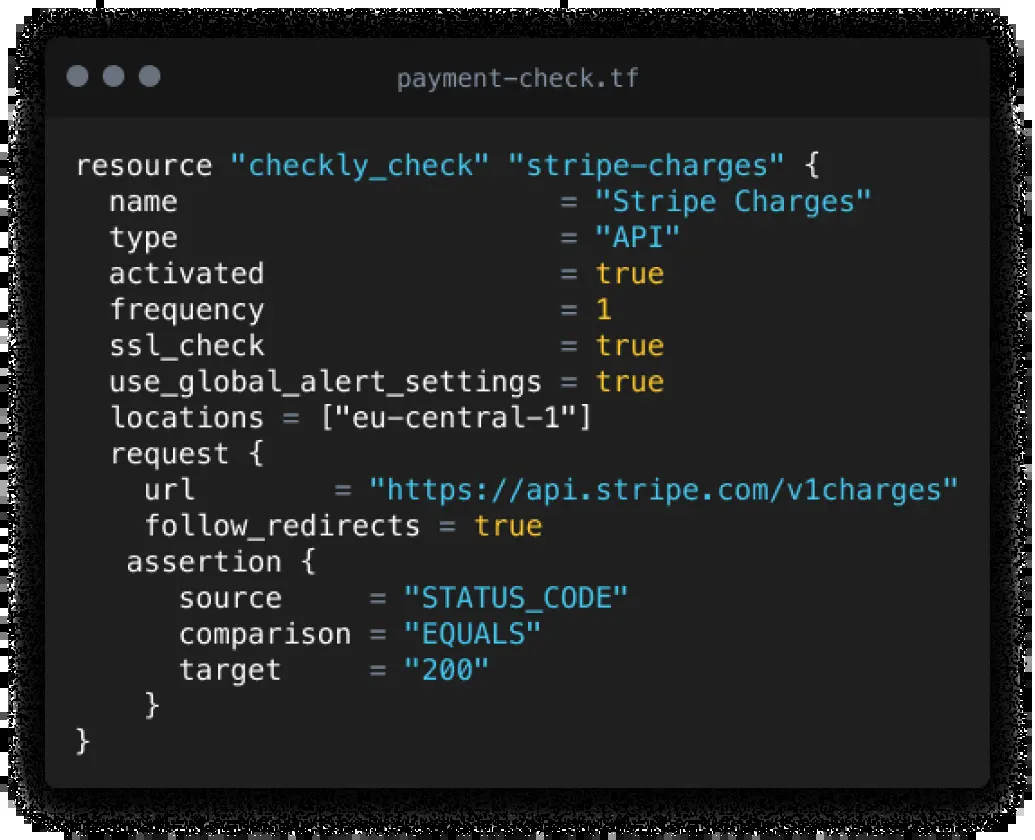 payment-check.tf
resource "checkly_check" "stripe-charges" {
  name                       = "Stripe Charges"
  type                       = "API"
  activated                  = true
  frequency                  = 1
  ssl_check                  = true
  use_global_alert_settings = true
  locations = ["eu-central-1"]
  request {
    url        = "https://api.stripe.com/v1charges"
    follow_redirects = true
   assertion {
      source     = "STATUS_CODE"
      comparison = "EQUALS"
      target     = "200"
    }
}